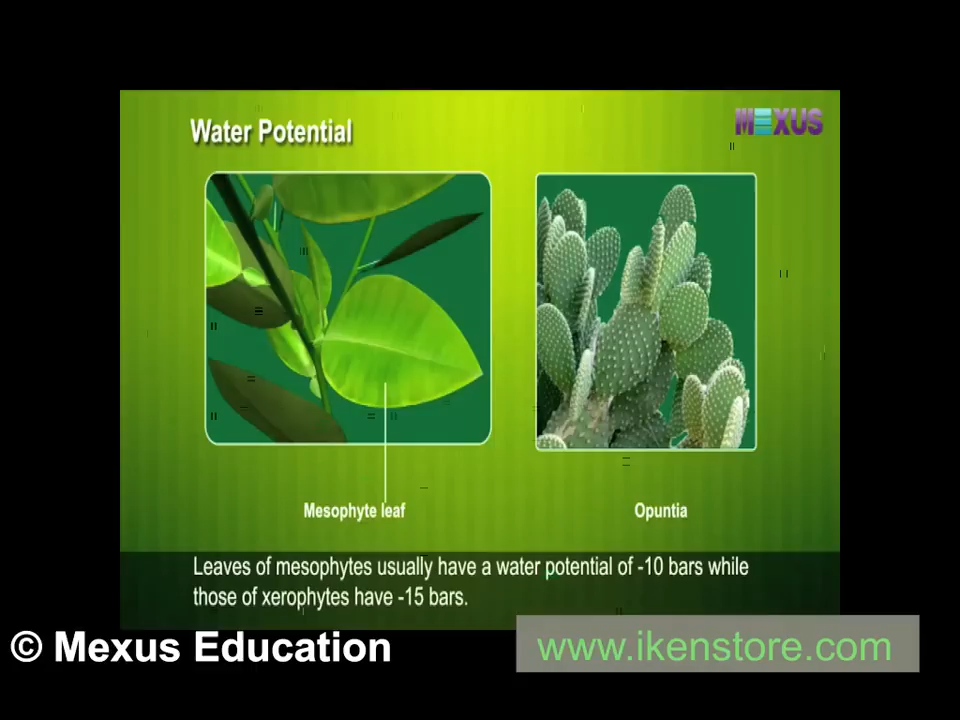 Water Potential
MEXUS
Mesophyte leaf
Opuntia
Leaves of mesophytes usually have a water potential of -10 bars while
those of xerophytes have -15 bars.
© Mexus Education
www.ikenstore.com